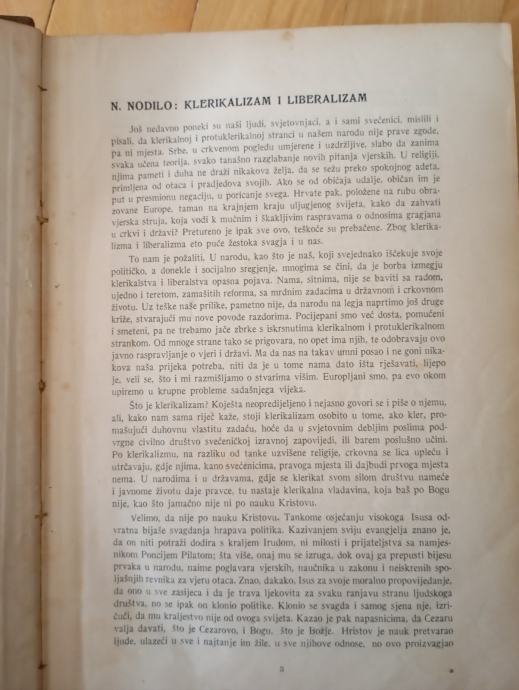 N. NODILO: KLERIKALIZAM I LIBERALIZAM
Još nedavno poneki su naši ljudi, svjetovnjaci, a i sami svećenici, mislili i
pisali, da klerikalnoj i protuklerikalnoj stranci u našem narodu nije prave zgode,
pa ni mjesta. Srbe, u crkvenom pogledu umjerene i uzdržljive, slabo da zanima
svaka učena teorija, svako tanašno razglabanje novih pitanja vjerskih. U religiji,
njima pameti i duha ne draži nikakova želja, da se sežu preko spokojnog adeta,
primljena od otaca i pradjedova svojih. Ako se od običaja udalje, običan im je
put u presmionu negaciju, u poricanje svega. Hrvate pak, položene na rubu obra-
zovane Europe, taman na krajnjem kraju uljugjenog svijeta, kako da zahvati
vjerska struja, koja vodi k mučnim i škakljivim raspravama o odnosima gragjana
u crkvi i državi? Pretureno je ipak sve ovo, teškoće su prebačene. Zbog klerika-
lizma i liberalizma eto puče žestoka svagja i u nas.
To nam je požaliti. U narodu, kao što je naš, koji svejednako iščekuje svoje
političko, a donekle i socijalno sregjenje, mnogima se čini, da je borba izmegju
klerikalstva i liberalstva opasna pojava. Nama, sitnima, nije se baviti sa radom,
ujedno i teretom, zamašitih reforma, sa mrdnim zadacima u državnom i crkovnom
životu. Uz teške naše prilike, pametno nije, da narodu na legja naprtimo još druge
križe, stvarajući mu nove povode razdorima. Pocijepani smo već dosta, pomućeni
i smeteni, pa ne trebamo jače zbrke s iskrsnutima klerikalnom i protuklerikalnom
strankom. Od mnoge strane tako se prigovara, no opet ima njih, te odobravaju ovo
javno raspravljanje o vjeri i državi. Ma da nas na takav umni posao i ne goni nika-
kova naša prijeka potreba, niti da je u tome nama dato išta rješavati, lijepo
je, veli se, što i mi razmišljamo o stvarima višim. Europljani smo, pa evo okom
upiremo u krupne probleme sadašnjega vijeka.
Što je klerikalizam? Koješta neopredijeljeno i nejasno govori se i piše o njemu,
ali, kako nam sama riječ kaže, stoji klerikalizam osobito u tome, ako kler, pro-
mašujući duhovnu vlastitu zadaću, hoće da u svjetovnim debljim poslima pod-
vrgne civilno društvo svećeničkoj izravnoj zapovijedi, ili barem poslušno učini.
Po klerikalizmu, na razliku od tanke uzvišene religije, crkovna se lica upleću i
utrčavaju, gdje njima, kano svećenicima, pravoga mjesta ili dajbudi prvoga mjesta
nema. U narodima i u državama, gdje se klerikat svom silom društvu nameće
i javnome životu daje pravce, tu nastaje klerikalna vladavina, koja baš po Bogu
nije, kao što jamačno nije ni po nauku Kristovu.
Velimo, da nije po nauku Kristovu. Tankome osjećanju visokoga Isusa od-
vratna bijaše svagdanja hrapava politika. Kazivanjem sviju evangjelja znano je,
da on niti potraži dodira s kraljem Irudom, ni milosti i prijateljstva sa namjes-
nikom Poncijem Pilatom; šta više, onaj mu se izruga, dok ovaj ga prepusti bijesu
prvaka u narodu, naime poglavara vjerskih, naučnika u zakonu i neiskrenih spo-
ljašnjih revnika za vjeru otaca. Znao, dakako, Isus za svoje moralno propovijedanje,
da ono u sve zasijeca i da je trava ljekovita za svaku ranjavu stranu ljudskoga
društva, no se ipak on klonio politike. Klonio se svagda i samog sjena nje, izri-
čući, da mu kraljevstvo nije od ovoga svijeta. Kazao je pak napasnicima, da Cezaru
valja davati, što je Cezarovo, i Bogu, što je Božje. Hristov je nauk pretvarao
ljude, ulazeći u sve i najtanje im žile, u sve njihove odnose, no ovo proizvagjao
3